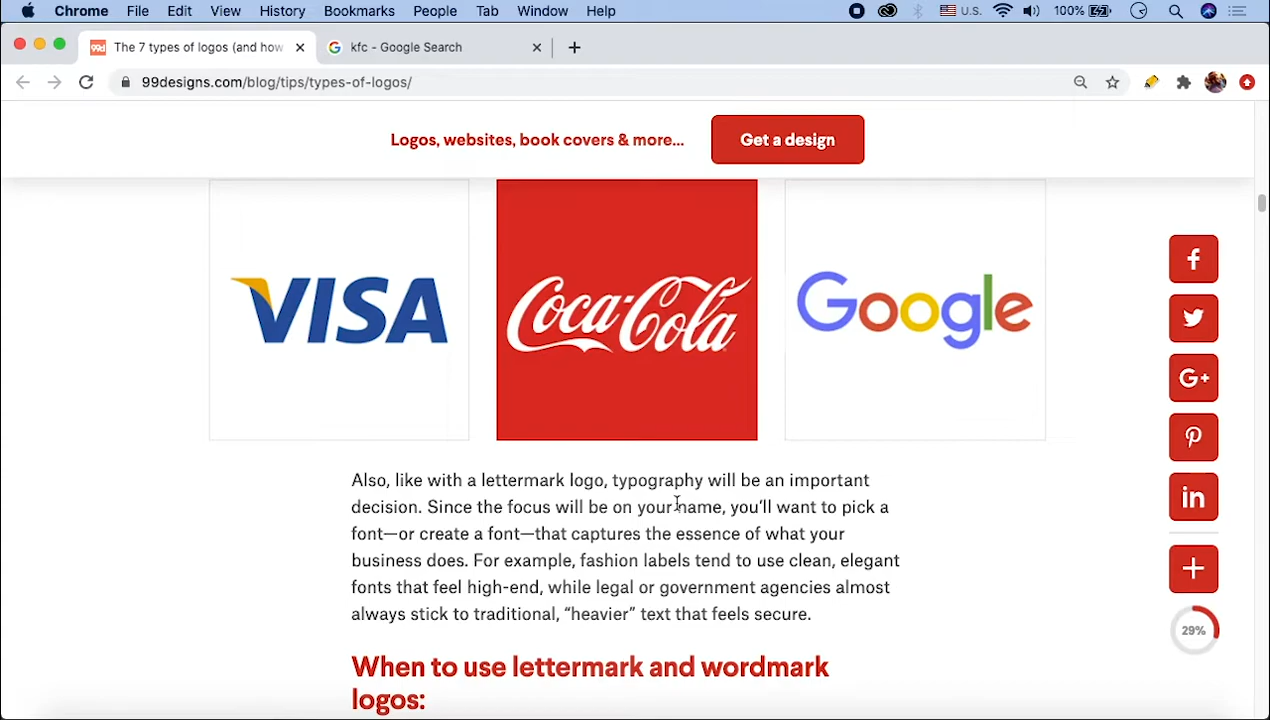 Chrome File Edit View History Bookmarks People Tab Window Help U.S. 100%
99d The 7 types of logos (and how kfc - Google Search
99designs.com/blog/tips/types-of-logos/
Logos, websites, book covers & more... Get a design
VISA Coca-Cola Google
Also, like with a lettermark logo, typography will be an important
decision. Since the focus will be on your name, you’ll want to pick a
font—or create a font—that captures the essence of what your
business does. For example, fashion labels tend to use clean, elegant
fonts that feel high-end, while legal or government agencies almost
always stick to traditional, “heavier” text that feels secure.
When to use lettermark and wordmark
logos:
f
G+
in
29%